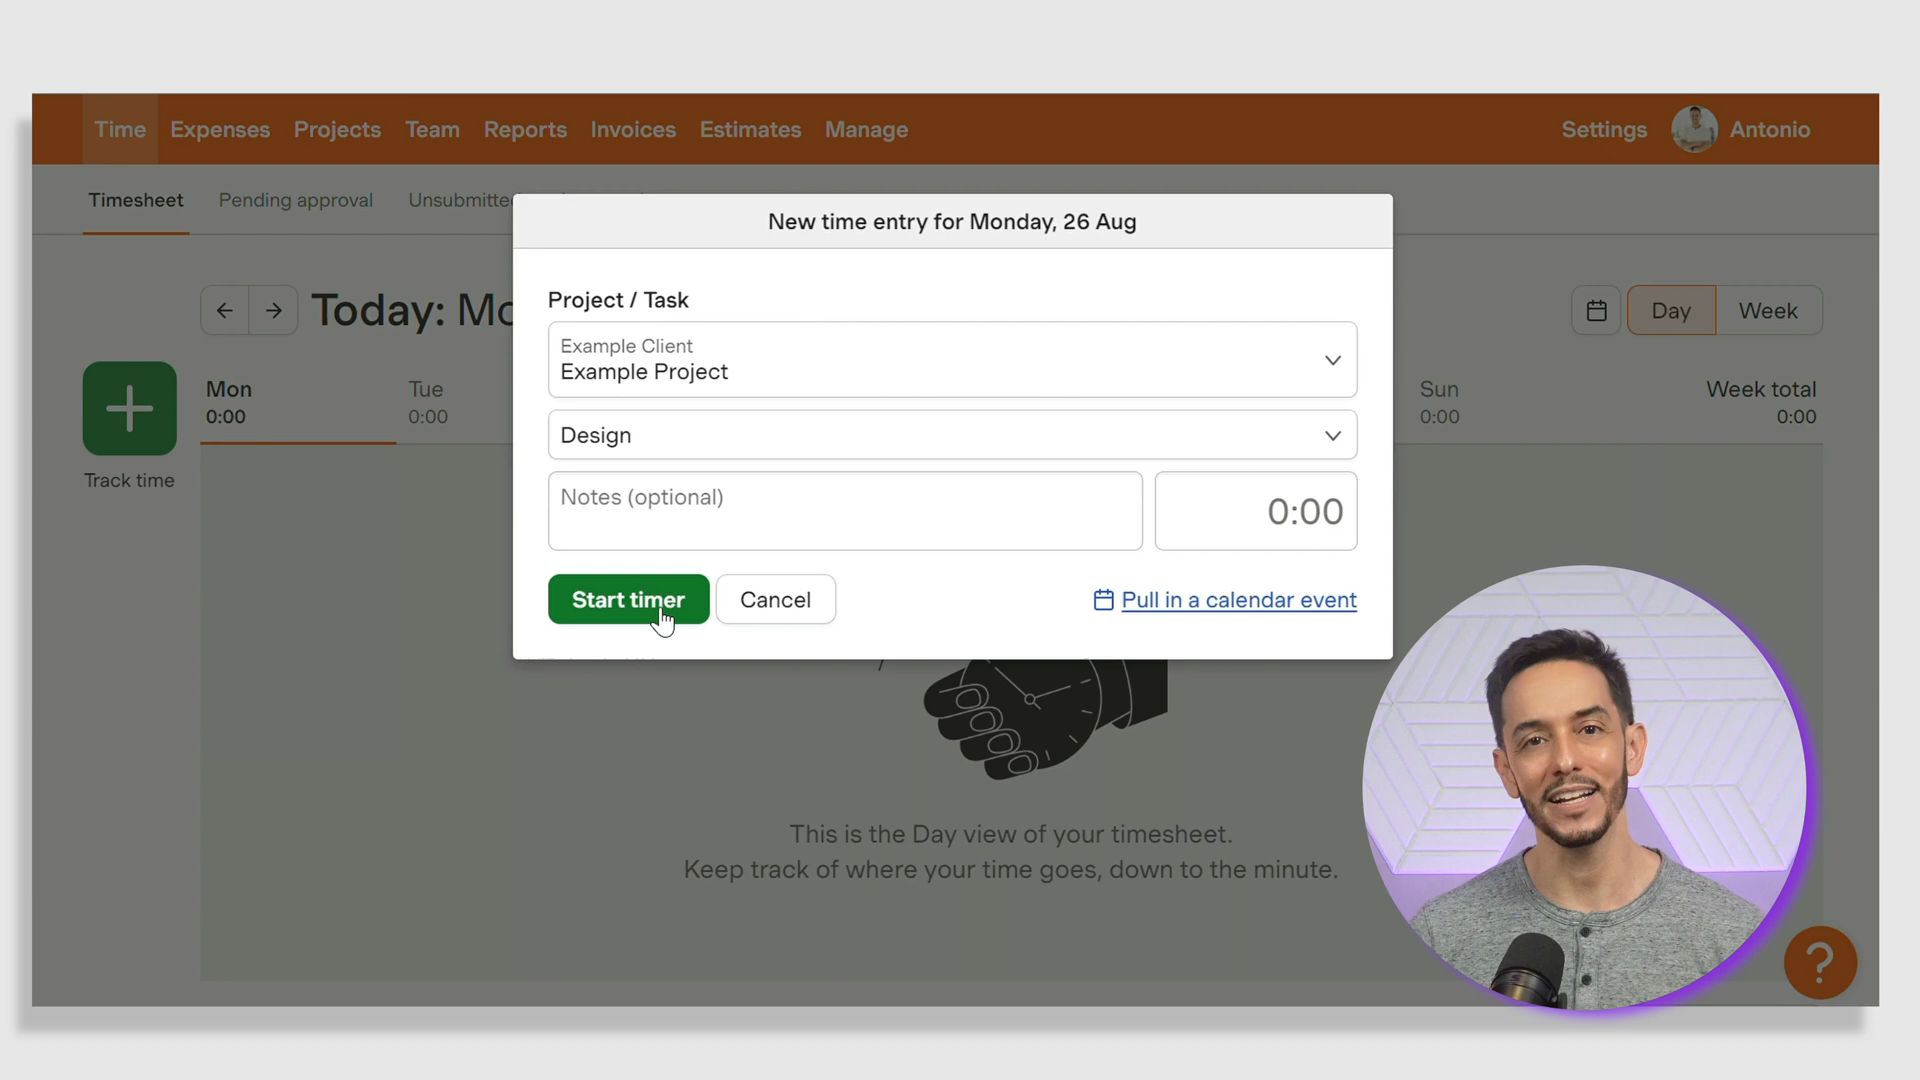 Time Expenses Projects Team Reports Invoices Estimates Manage Settings Antonio
Timesheet Pending approval
New time entry for Monday, 26 Aug
Today:
Day Week
Project / Task
Example Client
Example Project
Mon Tue Sun Week total
0:00 0:00 0:00 0:00
Design
Track time
Notes (optional)
0:00
Start timer Cancel Pull in a calendar event
This is the Day view of your timesheet.
Keep track of where your time goes, down to the minute.
?